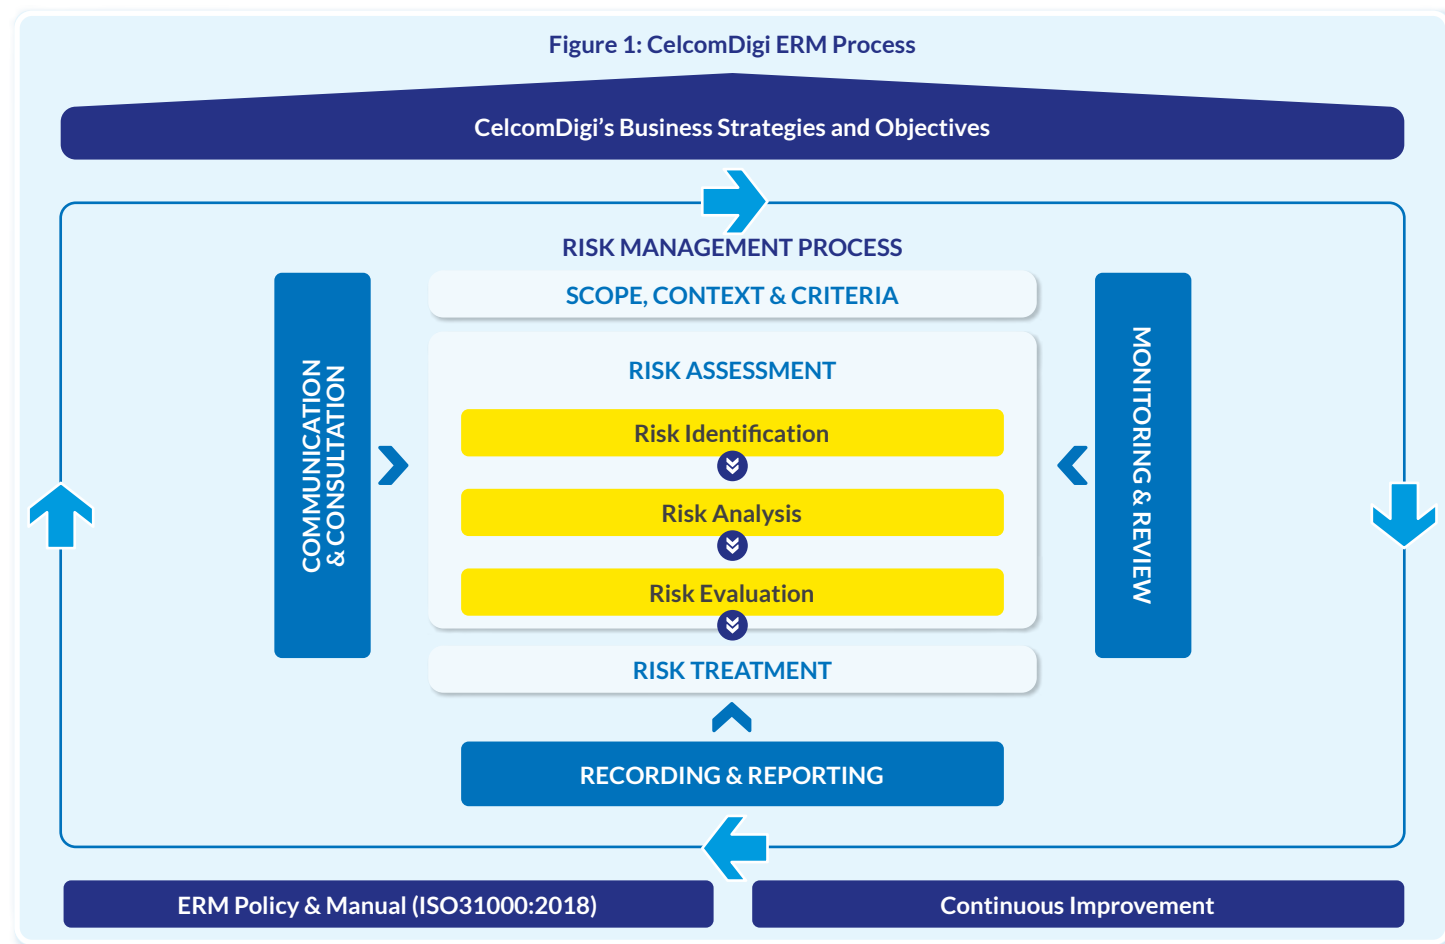 Figure 1: CelcomDigi ERM Process
CelcomDigi’s Business Strategies and Objectives
RISK MANAGEMENT PROCESS
SCOPE, CONTEXT & CRITERIA
COMMUNICATION
& CONSULTATION
RISK ASSESSMENT
Risk Identification
Risk Analysis
Risk Evaluation
MONITORING & REVIEW
RISK TREATMENT
RECORDING & REPORTING
ERM Policy & Manual (ISO31000:2018)
Continuous Improvement